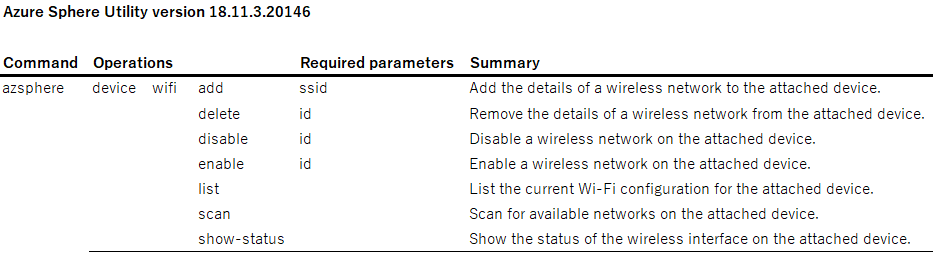 Azure Sphere Utility version 18.11.3.20146
Command Operations Required parameters Summary
azsphere device wifi add ssid Add the details of a wireless network to the attached device.
delete id Remove the details of a wireless network from the attached device.
disable id Disable a wireless network on the attached device.
enable id Enable a wireless network on the attached device.
list List the current Wi-Fi configuration for the attached device.
scan Scan for available networks on the attached device.
show-status Show the status of the wireless interface on the attached device.